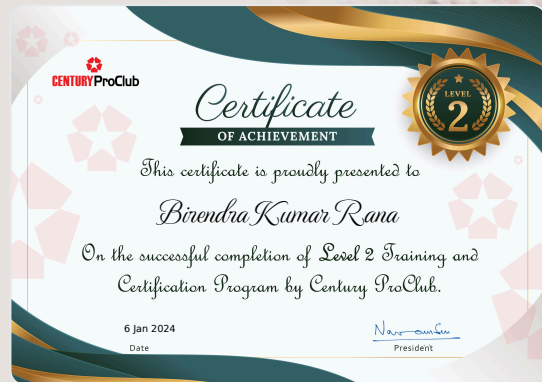 CENTURY ProClub
LEVEL
2
Certificate
OF ACHIEVEMENT
This certificate is proudly presented to
Birendra Kumar Rana
On the successful completion of Level 2 Training and
Certification Program by Century ProClub.
6 Jan 2024
Date
President